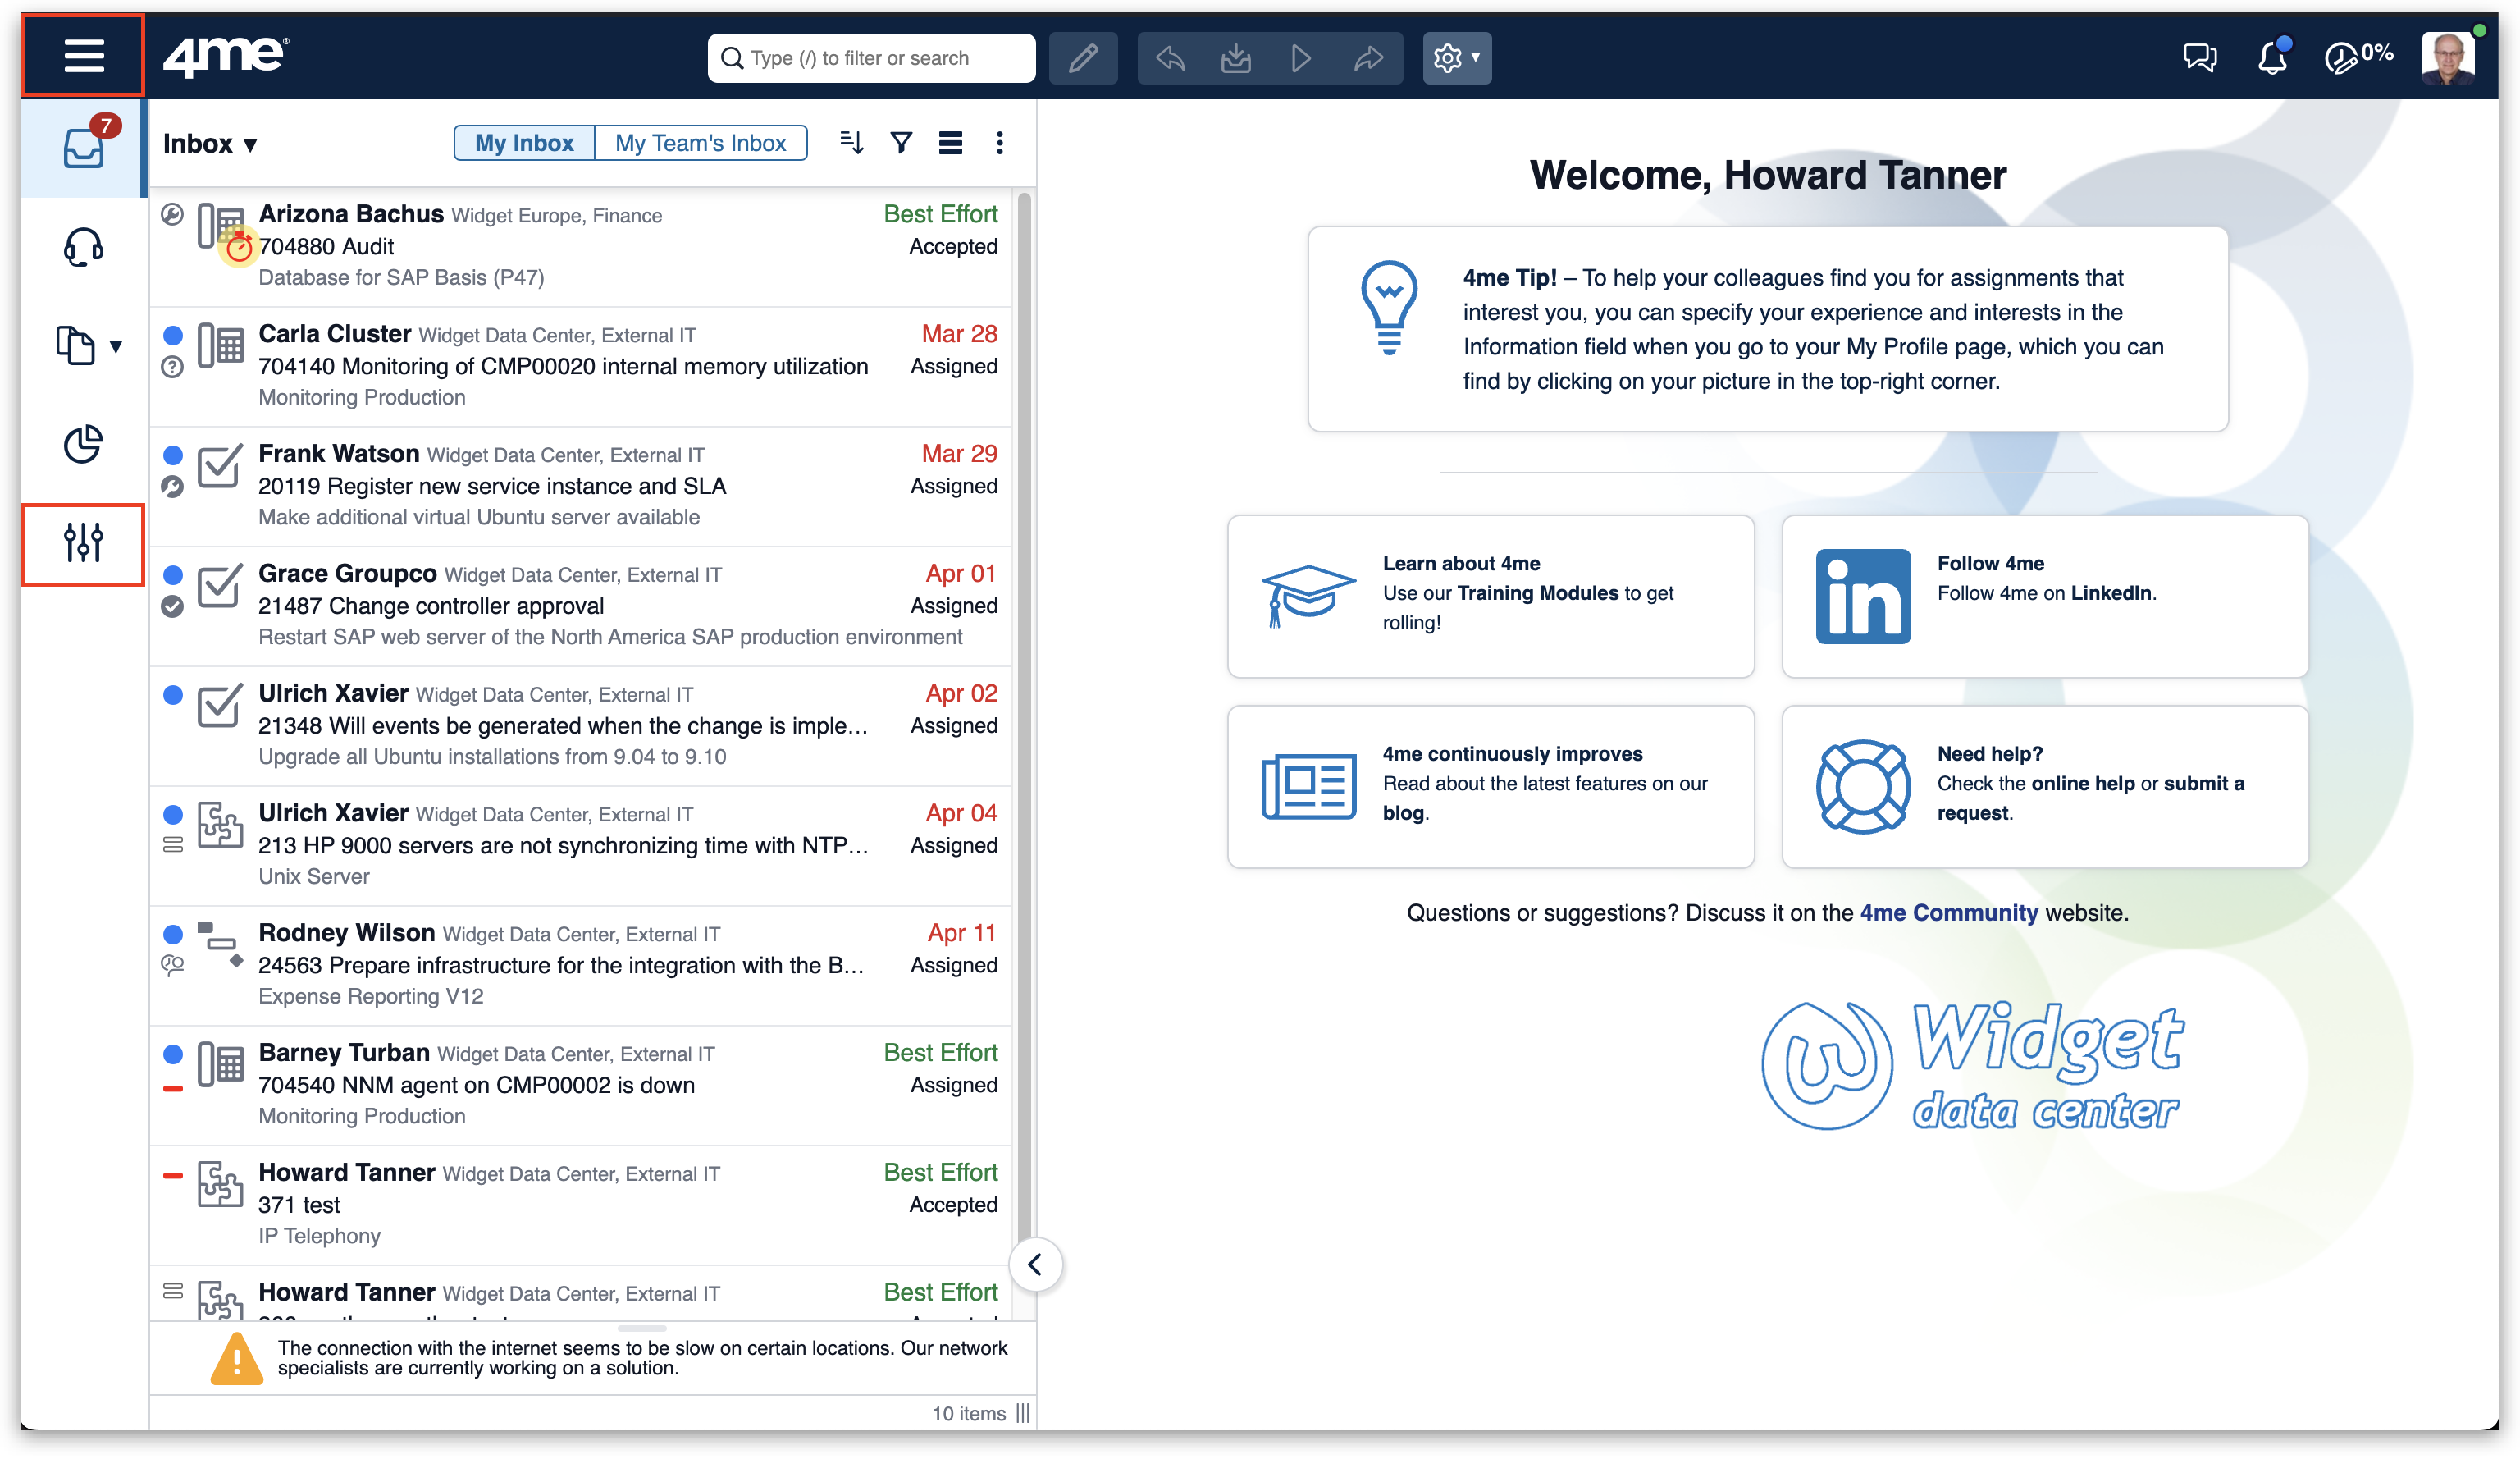 4me®
Type (/) to filter or search
0%
7
Inbox ▼
My Inbox
My Team's Inbox
Arizona Bachus Widget Europe, Finance
Best Effort
704880 Audit
Accepted
Database for SAP Basis (P47)
Carla Cluster Widget Data Center, External IT
Mar 28
704140 Monitoring of CMP00020 internal memory utilization
Assigned
Monitoring Production
Frank Watson Widget Data Center, External IT
Mar 29
20119 Register new service instance and SLA
Assigned
Make additional virtual Ubuntu server available
Grace Groupco Widget Data Center, External IT
Apr 01
21487 Change controller approval
Assigned
Restart SAP web server of the North America SAP production environment
Ulrich Xavier Widget Data Center, External IT
Apr 02
21348 Will events be generated when the change is imple...
Assigned
Upgrade all Ubuntu installations from 9.04 to 9.10
Ulrich Xavier Widget Data Center, External IT
Apr 04
213 HP 9000 servers are not synchronizing time with NTP...
Assigned
Unix Server
Rodney Wilson Widget Data Center, External IT
Apr 11
24563 Prepare infrastructure for the integration with the B...
Assigned
Expense Reporting V12
Barney Turban Widget Data Center, External IT
Best Effort
704540 NNM agent on CMP00002 is down
Assigned
Monitoring Production
Howard Tanner Widget Data Center, External IT
Best Effort
371 test
Accepted
IP Telephony
Howard Tanner Widget Data Center, External IT
Best Effort
The connection with the internet seems to be slow on certain locations. Our network
specialists are currently working on a solution.
10 items
Welcome, Howard Tanner
4me Tip! – To help your colleagues find you for assignments that
interest you, you can specify your experience and interests in the
Information field when you go to your My Profile page, which you can
find by clicking on your picture in the top-right corner.
Learn about 4me
Use our Training Modules to get
rolling!
Follow 4me
Follow 4me on LinkedIn.
4me continuously improves
Read about the latest features on our
blog.
Need help?
Check the online help or submit a
request.
Questions or suggestions? Discuss it on the 4me Community website.
Widget
data center